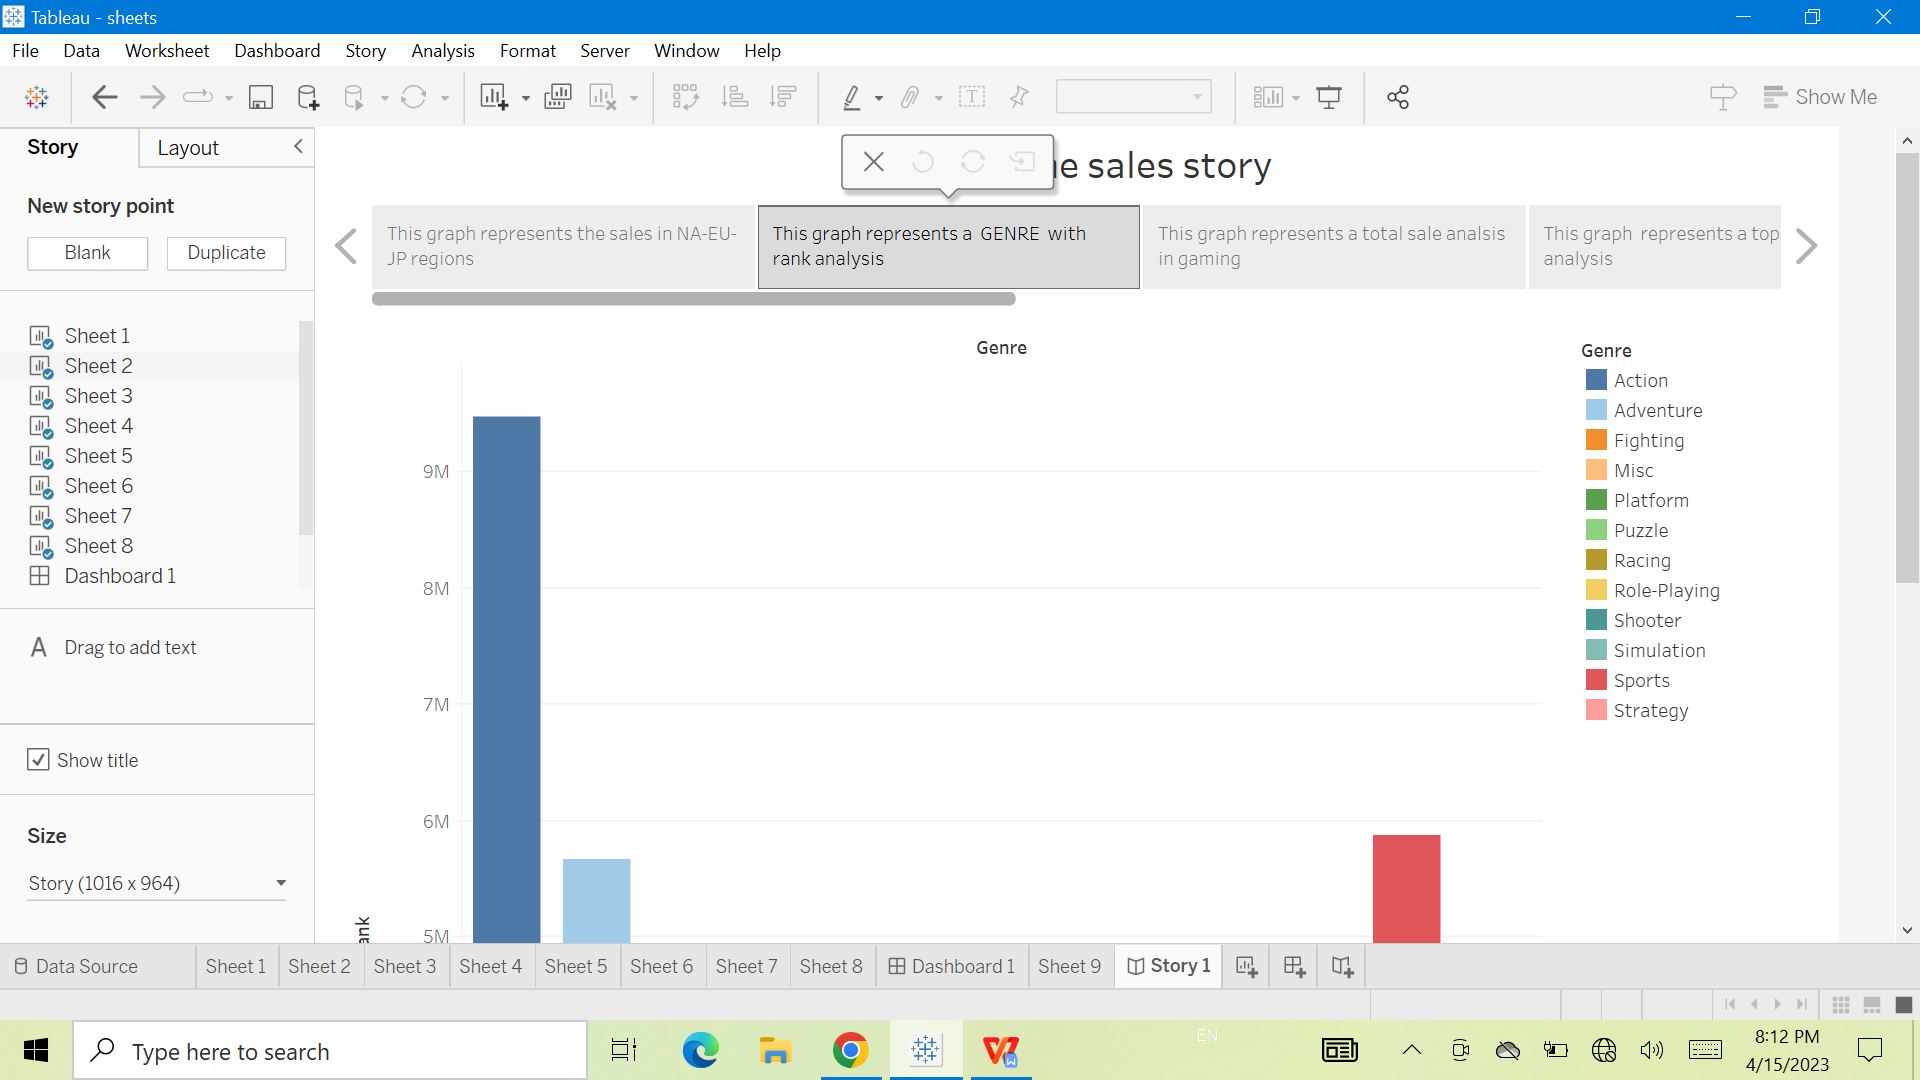 Tableau - sheets
File Data Worksheet Dashboard Story Analysis Format Server Window Help
Show Me
Story
Layout
New story point
Blank
Duplicate
Sheet 1
Sheet 2
Sheet 3
Sheet 4
Sheet 5
Sheet 6
Sheet 7
Sheet 8
Dashboard 1
A Drag to add text
Show title
Size
Story (1016 x 964)
sales story
This graph represents the sales in NA-EU-
JP regions
This graph represents a GENRE with
rank analysis
This graph represents a total sale analsis
in gaming
This graph represents a top
analysis
Genre
9M
8M
7M
6M
5M
Genre
Action
Adventure
Fighting
Misc
Platform
Puzzle
Racing
Role-Playing
Shooter
Simulation
Sports
Strategy
Data Source Sheet 1 Sheet 2 Sheet 3 Sheet 4 Sheet 5 Sheet 6 Sheet 7 Sheet 8 Dashboard 1 Sheet 9 Story 1
Type here to search
EN
8:12 PM
4/15/2023